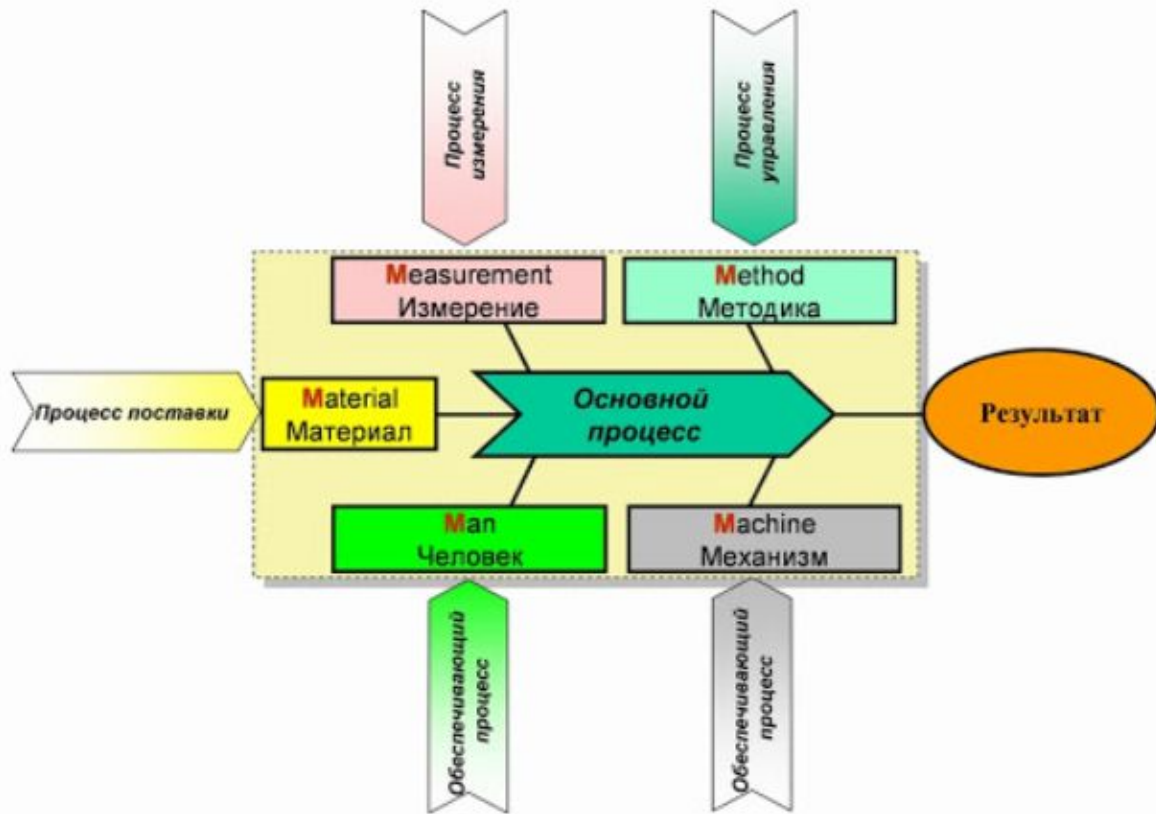 Процесс
измерения
Процесс
управления
Measurement
Измерение
Method
Методика
Процесс поставки
Material
Материал
Основной
процесс
Результат
Man
Человек
Machine
Механизм
Обеспечивающий
процесс
Обеспечивающий
процесс